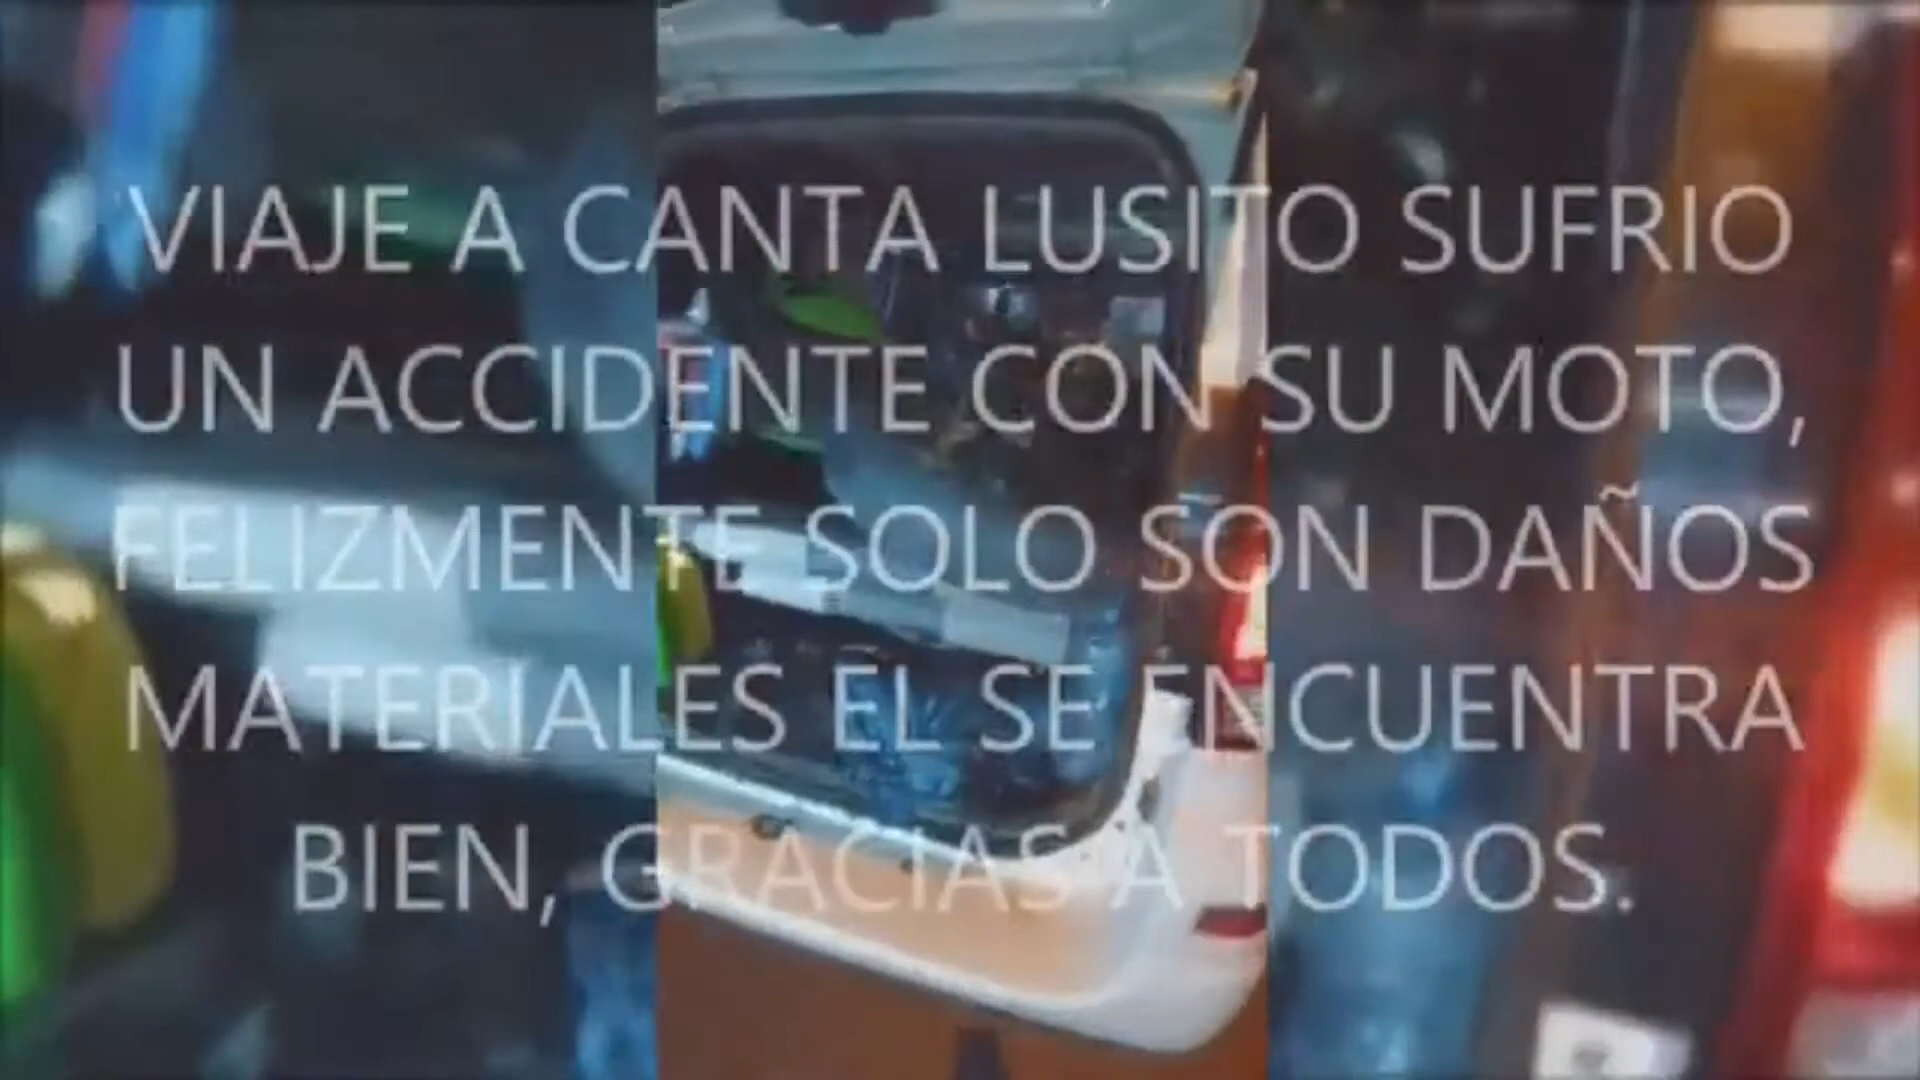 VIAJE A CANTA LUSITO SUFRIO
UN ACCIDENTE CON SU MOTO,
FELIZMENTE SOLO SON DAÑOS
MATERIALES EL SE ENCUENTRA
BIEN, GRACIAS A TODOS.